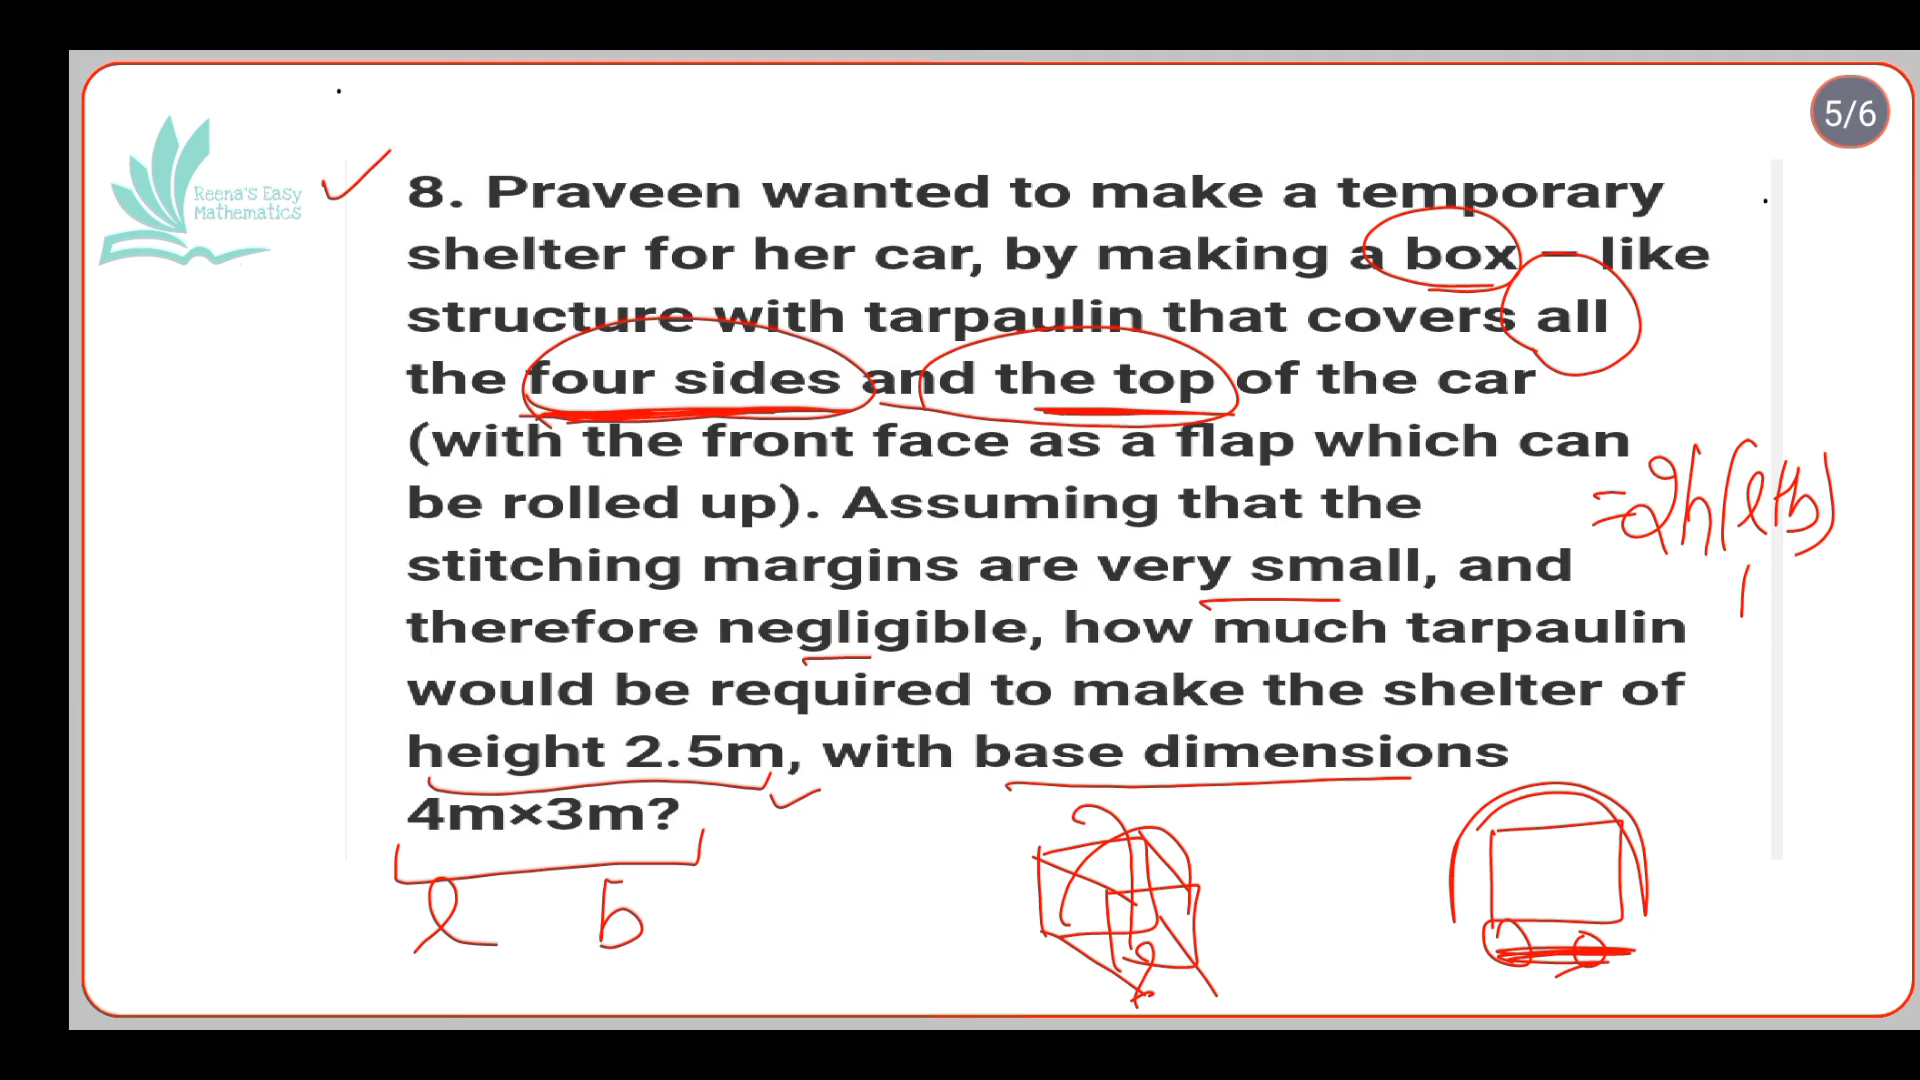 5/6
Reena's Easy
Mathematics
8. Praveen wanted to make a temporary
shelter for her car, by making a box – like
structure with tarpaulin that covers all
the four sides and the top of the car
(with the front face as a flap which can
be rolled up). Assuming that the
=2h(l+b)
stitching margins are very small, and
therefore negligible, how much tarpaulin
would be required to make the shelter of
height 2.5m, with base dimensions
4m×3m?
l b